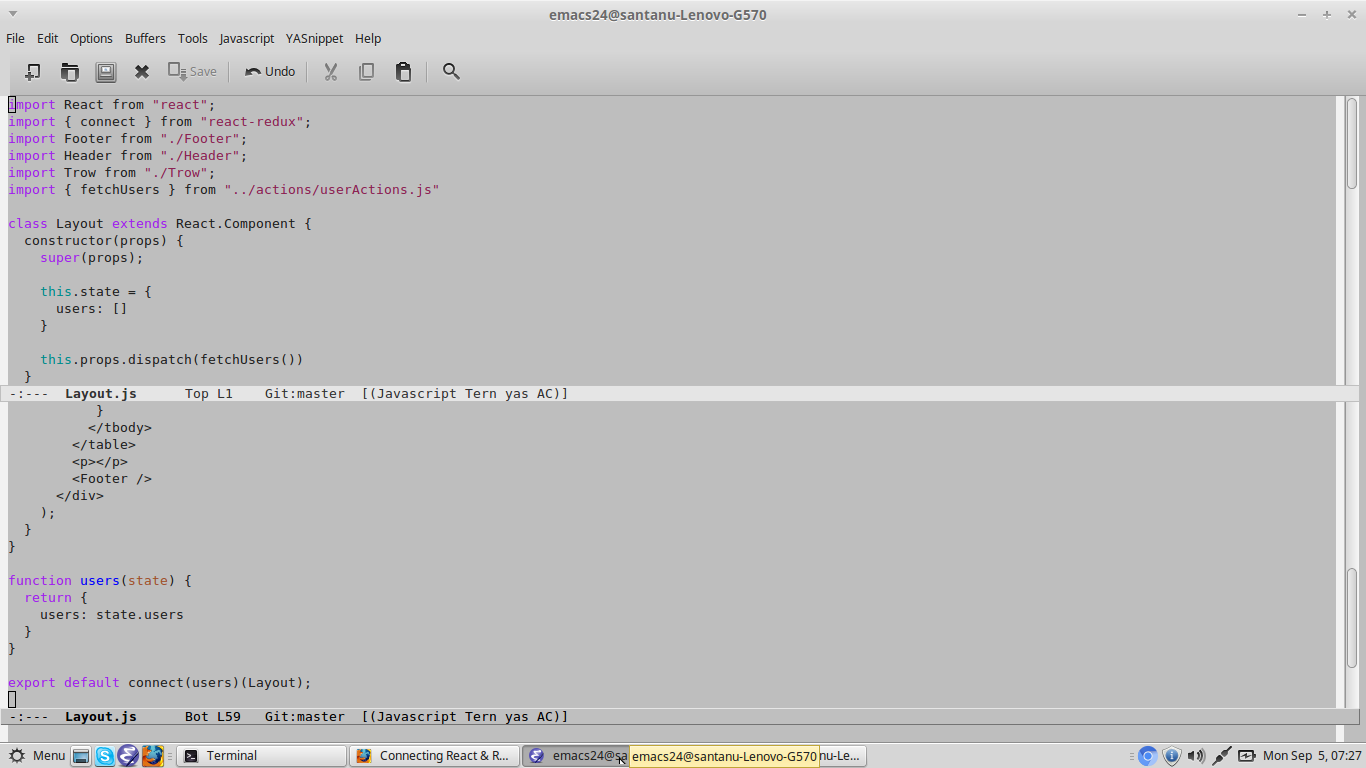 emacs24@santanu-Lenovo-G570
File Edit Options Buffers Tools Javascript YASnippet Help
Save Undo
import React from "react";
import { connect } from "react-redux";
import Footer from "./Footer";
import Header from "./Header";
import Trow from "./Trow";
import { fetchUsers } from "../actions/userActions.js"
class Layout extends React.Component {
  constructor(props) {
    super(props);
    this.state = {
      users: []
    }
    this.props.dispatch(fetchUsers())
  }
-:---  Layout.js      Top L1    Git:master  [(Javascript Tern yas AC)]
           }
          </tbody>
        </table>
        <p></p>
        <Footer />
      </div>
    );
  }
}
function users(state) {
  return {
    users: state.users
  }
}
export default connect(users)(Layout);
-:---  Layout.js      Bot L59   Git:master  [(Javascript Tern yas AC)]
Menu Terminal Connecting React & R... emacs24@sa emacs24@santanu-Lenovo-G570 nu-Le... Mon Sep 5, 07:27